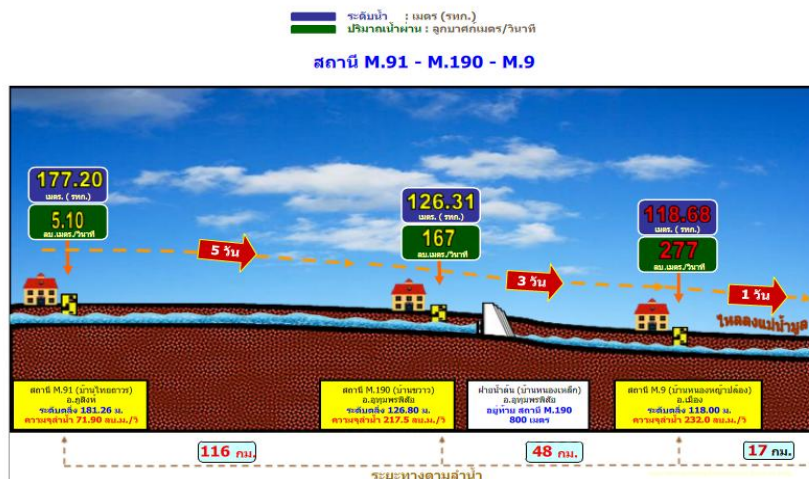 ระดับน้ำ : เมตร (รทก.)
ปริมาณน้ำผ่าน : ลูกบาศก์เมตร/วินาที
สถานี M.91 - M.190 - M.9
177.20
เมตร. ( รทก.)
5.10
ลบ.เมตร./วินาที
126.31
เมตร. ( รทก.)
167
ลบ.เมตร./วินาที
118.68
เมตร. ( รทก.)
277
ลบ.เมตร./วินาที
5 วัน
3 วัน
1 วัน
ไหลลงแม่น้ำมูล
สถานี M.91 (บ้านไทยถาวร)
อ.ภูสิงห์
ระดับตลิ่ง 181.26 ม.
ความจุลำน้ำ 71.90 ลบ.ม./วิ
สถานี M.190 (บ้านขวาว)
อ.อุทุมพรพิสัย
ระดับตลิ่ง 126.80 ม.
ความจุลำน้ำ 217.5 ลบ.ม./วิ
ฝายน้ำล้น (บ้านหนองเหล็ก)
อ.อุทุมพรพิสัย
อยู่ท้าย สถานี M.190
800 เมตร
สถานี M.9 (บ้านหนองหญ้าปล้อง)
อ.เมือง
ระดับตลิ่ง 118.00 ม.
ความจุลำน้ำ 232.0 ลบ.ม./วิ
116 กม.
48 กม.
17 กม.
ระยะทางตามลำน้ำ